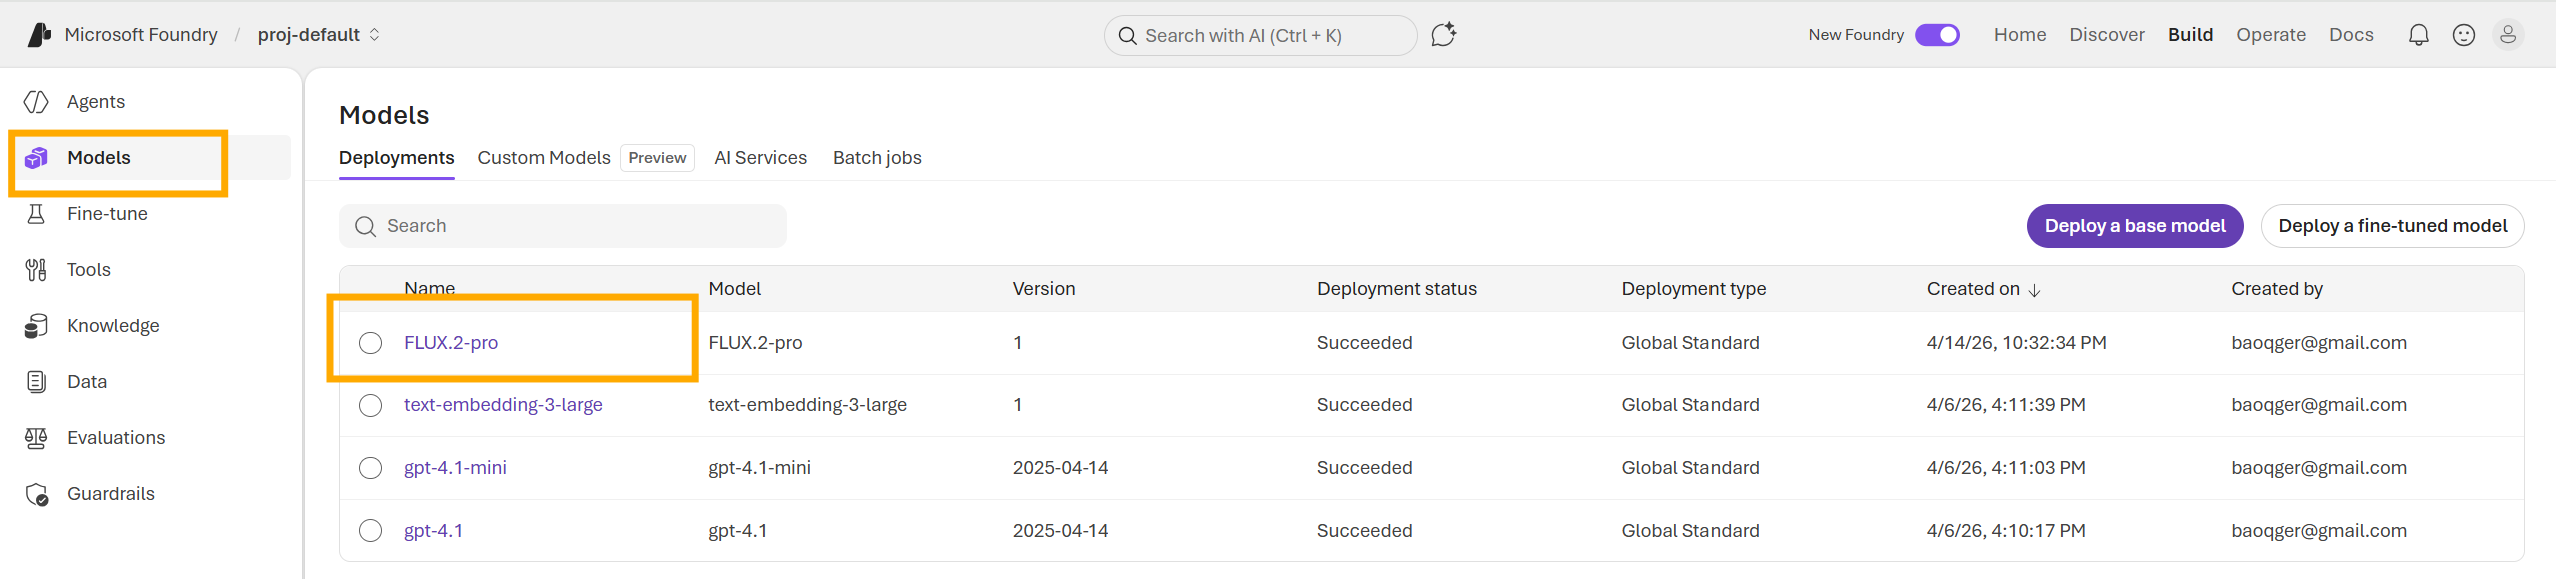 Microsoft Foundry / proj-default Search with AI (Ctrl + K) New Foundry Home Discover Build Operate Docs
Agents
Models
Fine-tune
Tools
Knowledge
Data
Evaluations
Guardrails
Models
Deployments Custom Models Preview AI Services Batch jobs
Search Deploy a base model Deploy a fine-tuned model
Name Model Version Deployment status Deployment type Created on Created by
FLUX.2-pro FLUX.2-pro 1 Succeeded Global Standard 4/14/26, 10:32:34 PM baoqger@gmail.com
text-embedding-3-large text-embedding-3-large 1 Succeeded Global Standard 4/6/26, 4:11:39 PM baoqger@gmail.com
gpt-4.1-mini gpt-4.1-mini 2025-04-14 Succeeded Global Standard 4/6/26, 4:11:03 PM baoqger@gmail.com
gpt-4.1 gpt-4.1 2025-04-14 Succeeded Global Standard 4/6/26, 4:10:17 PM baoqger@gmail.com